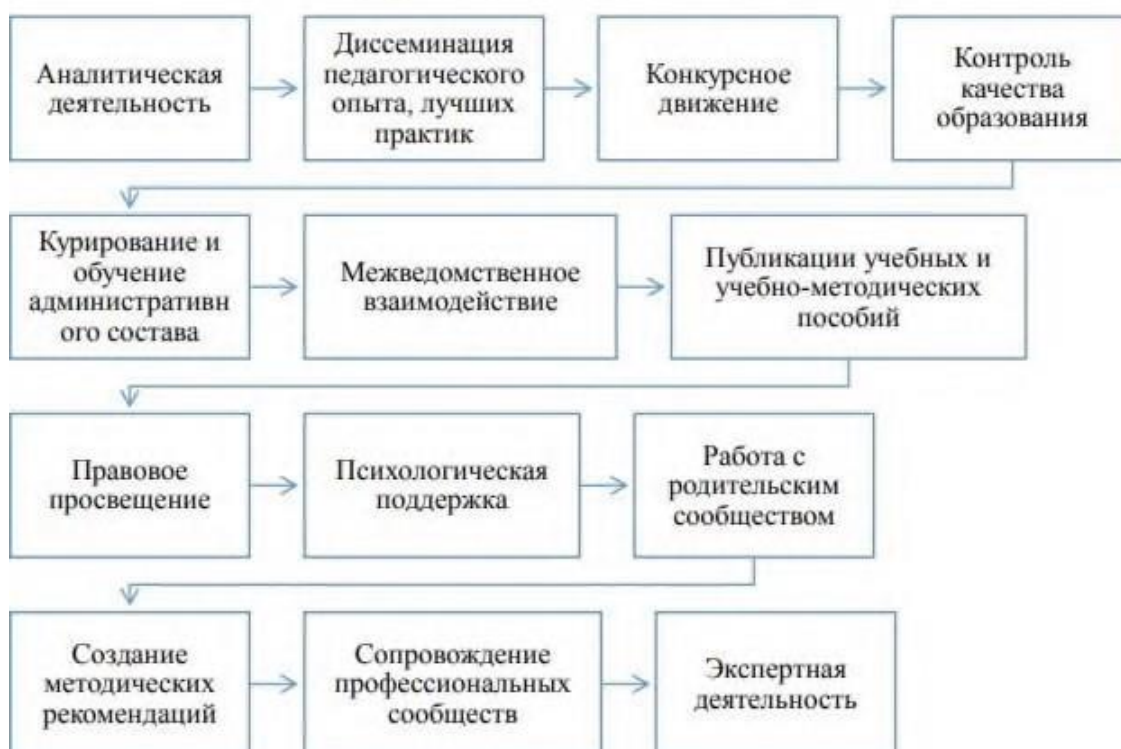 Аналитическая
деятельность
Диссеминация
педагогического
опыта, лучших
практик
Конкурсное
движение
Контроль
качества
образования
Курирование и
обучение
административн
ого состава
Межведомственное
взаимодействие
Публикации учебных и
учебно-методических
пособий
Правовое
просвещение
Психологическая
поддержка
Работа с
родительским
сообществом
Создание
методических
рекомендаций
Сопровождение
профессиональных
сообществ
Экспертная
деятельность